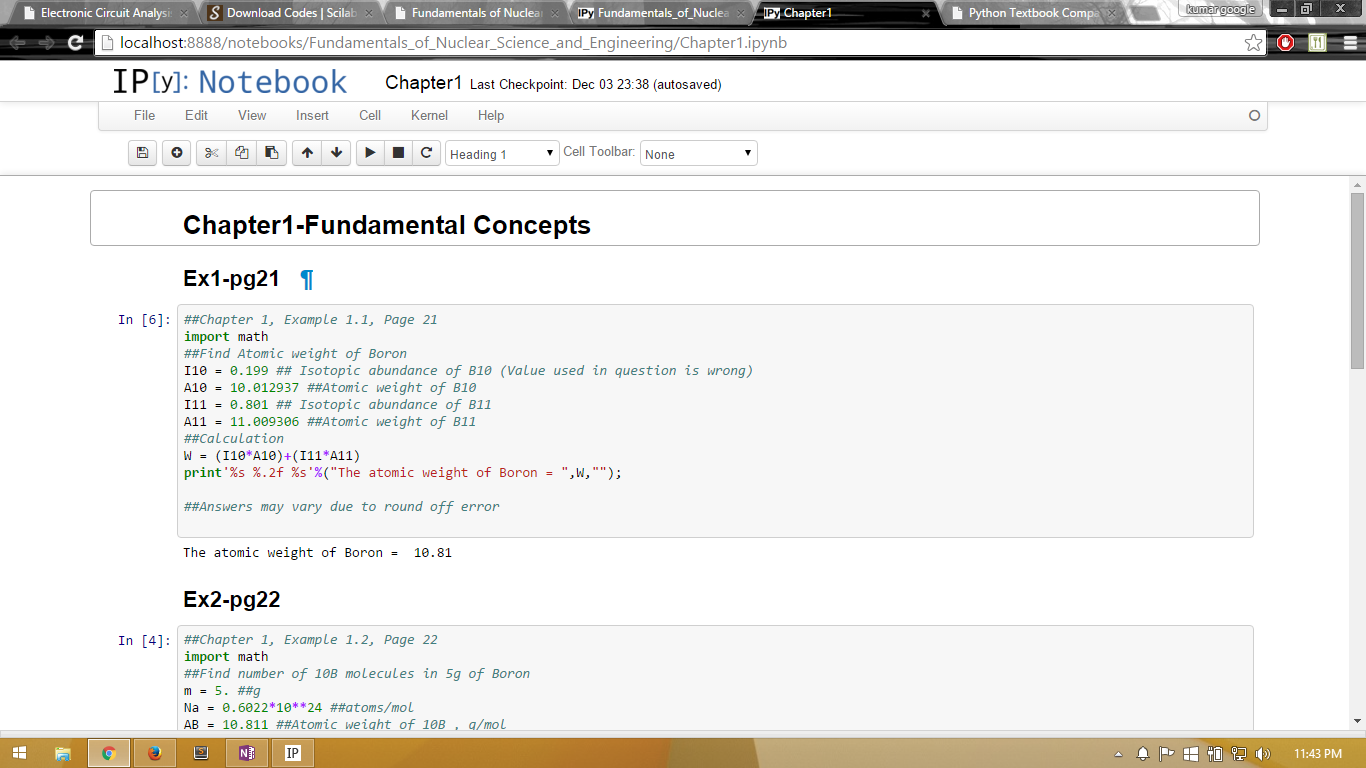 Electronic Circuit Analysi
Download Codes | Scilab
Fundamentals of Nuclear
IPy Fundamentals_of_Nuclea
IPy Chapter1
Python Textbook Compa
kumar google
localhost:8888/notebooks/Fundamentals_of_Nuclear_Science_and_Engineering/Chapter1.ipynb
IP[y]: Notebook
Chapter1 Last Checkpoint: Dec 03 23:38 (autosaved)
File Edit View Insert Cell Kernel Help
Heading 1 Cell Toolbar: None
Chapter1-Fundamental Concepts
Ex1-pg21 ¶
In [6]: ##Chapter 1, Example 1.1, Page 21
import math
##Find Atomic weight of Boron
I10 = 0.199 ## Isotopic abundance of B10 (Value used in question is wrong)
A10 = 10.012937 ##Atomic weight of B10
I11 = 0.801 ## Isotopic abundance of B11
A11 = 11.009306 ##Atomic weight of B11
##Calculation
W = (I10*A10)+(I11*A11)
print'%s %.2f %s'%("The atomic weight of Boron = ",W,"");
##Answers may vary due to round off error
The atomic weight of Boron =  10.81
Ex2-pg22
In [4]: ##Chapter 1, Example 1.2, Page 22
import math
##Find number of 10B molecules in 5g of Boron
m = 5. ##g
Na = 0.6022*10**24 ##atoms/mol
AB = 10.811 ##Atomic weight of 10B , g/mol
IP
11:43 PM